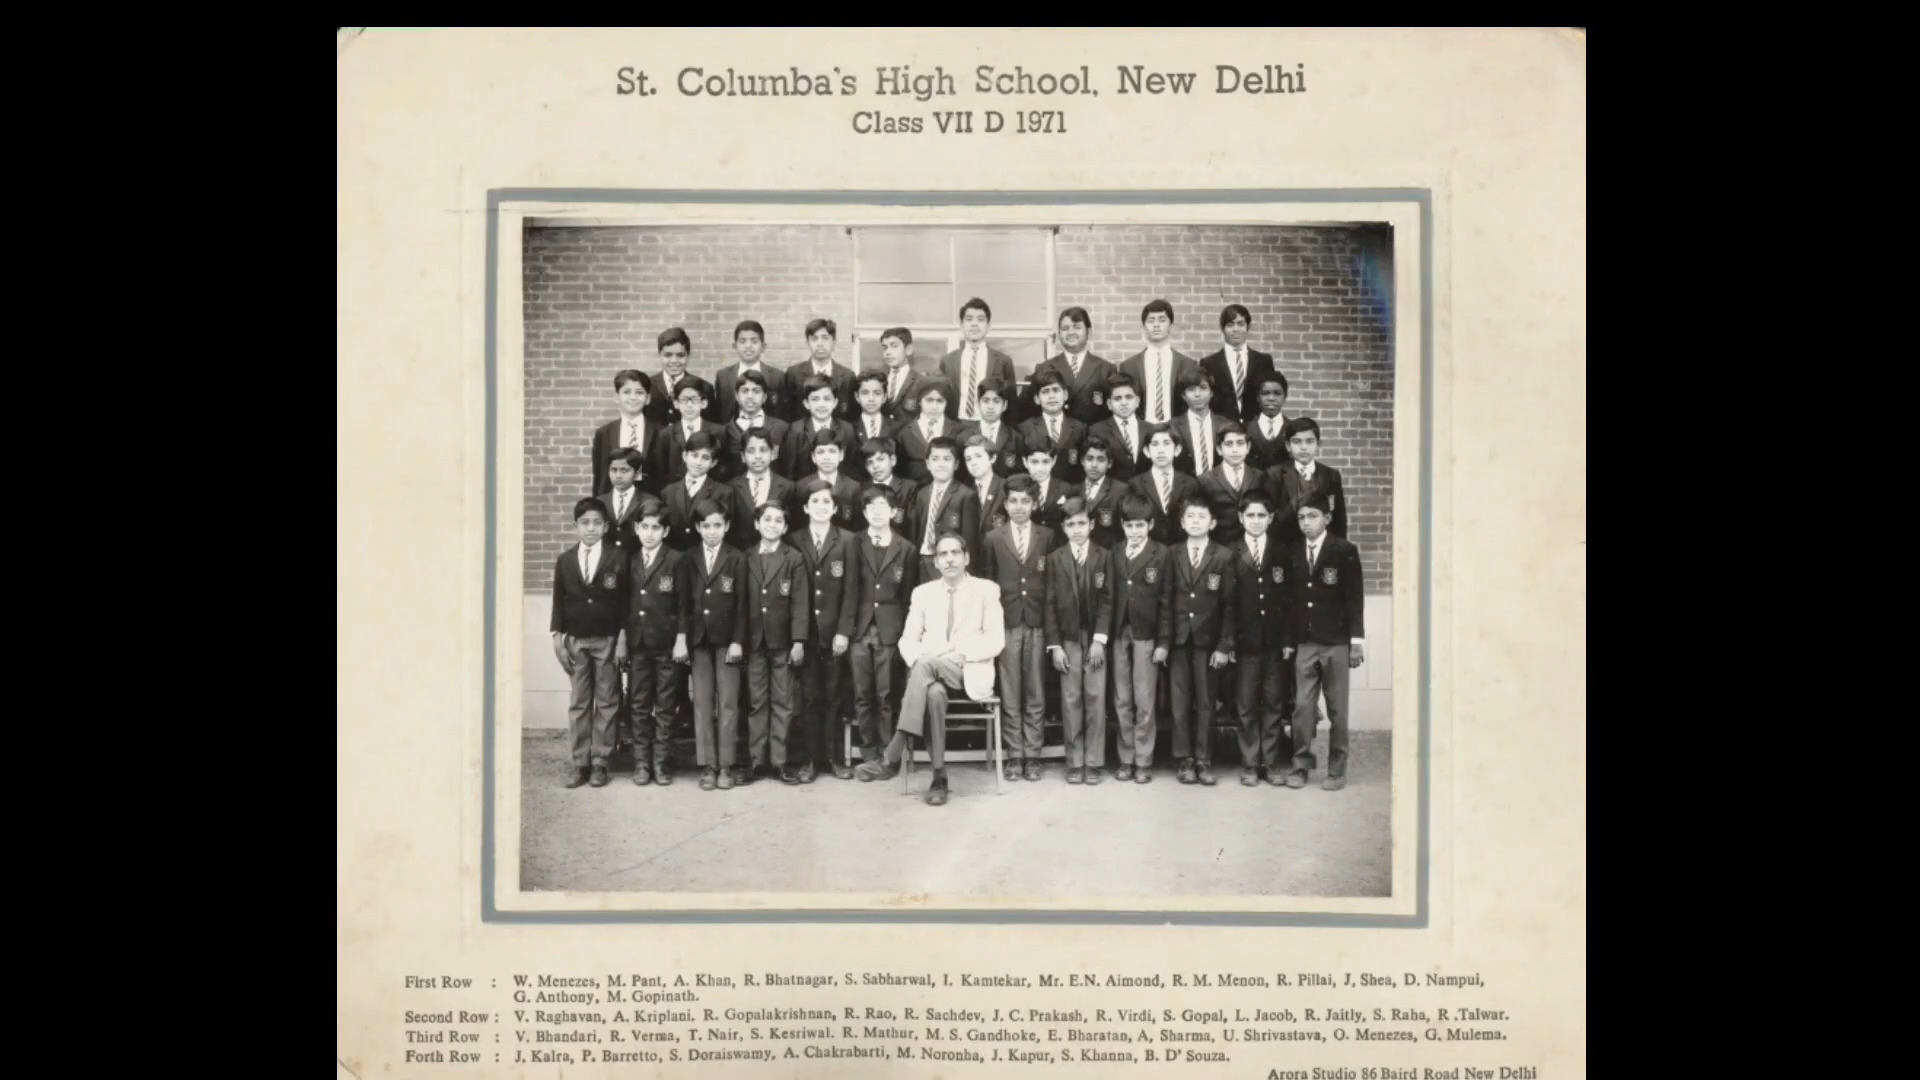 St. Columba's High School, New Delhi
Class VII D 1971
First Row : W. Menezes, M. Pant, A. Khan, R. Bhatnagar, S. Sabharwal, I. Kamtekar, Mr. E.N. Aimond, R. M. Menon, R. Pillai, J, Shea, D. Nampui,
G. Anthony, M. Gopinath.
Second Row : V. Raghavan, A. Kriplani. R. Gopalakrishnan, R. Rao, R. Sachdev, J. C. Prakash, R. Virdi, S. Gopal, L. Jacob, R. Jaitly, S. Raha, R .Talwar.
Third Row : V. Bhandari, R. Verma, T. Nair, S. Kesriwal. R. Mathur, M. S. Gandhoke, E. Bharatan, A, Sharma, U. Shrivastava, O. Menezes, G. Mulema.
Forth Row : J. Kalra, P. Barretto, S. Doraiswamy, A. Chakrabarti, M. Noronha, J. Kapur, S. Khanna, B. D' Souza.
Arora Studio 86 Baird Road New Delhi